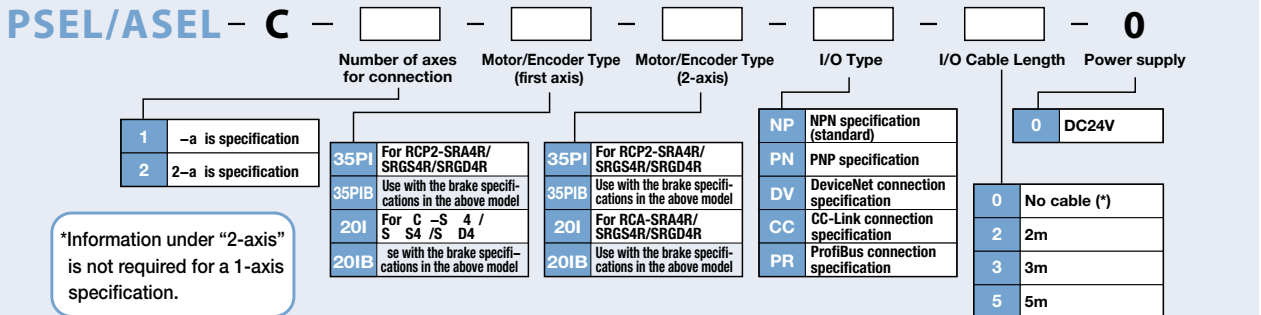 PSEL/ASEL – C – – – – – – 0
Number of axes
for connection
Motor/Encoder Type
(first axis)
Motor/Encoder Type
(2-axis)
I/O Type
I/O Cable Length
Power supply
1 –a is specification
2 2–a is specification
35PI For RCP2-SRA4R/
SRGS4R/SRGD4R
35PIB Use with the brake specifi-
cations in the above model
20I For C –S 4 /
S S4 /S D4
20IB se with the brake specifi–
cations in the above model
35PI For RCP2-SRA4R/
SRGS4R/SRGD4R
35PIB Use with the brake specifi-
cations in the above model
20I For RCA-SRA4R/
SRGS4R/SRGD4R
20IB Use with the brake specifi-
cations in the above model
NP NPN specification
(standard)
PN PNP specification
DV DeviceNet connection
specification
CC CC-Link connection
specification
PR ProfiBus connection
specification
0 No cable (*)
2 2m
3 3m
5 5m
0 DC24V
*Information under “2-axis”
is not required for a 1-axis
specification.